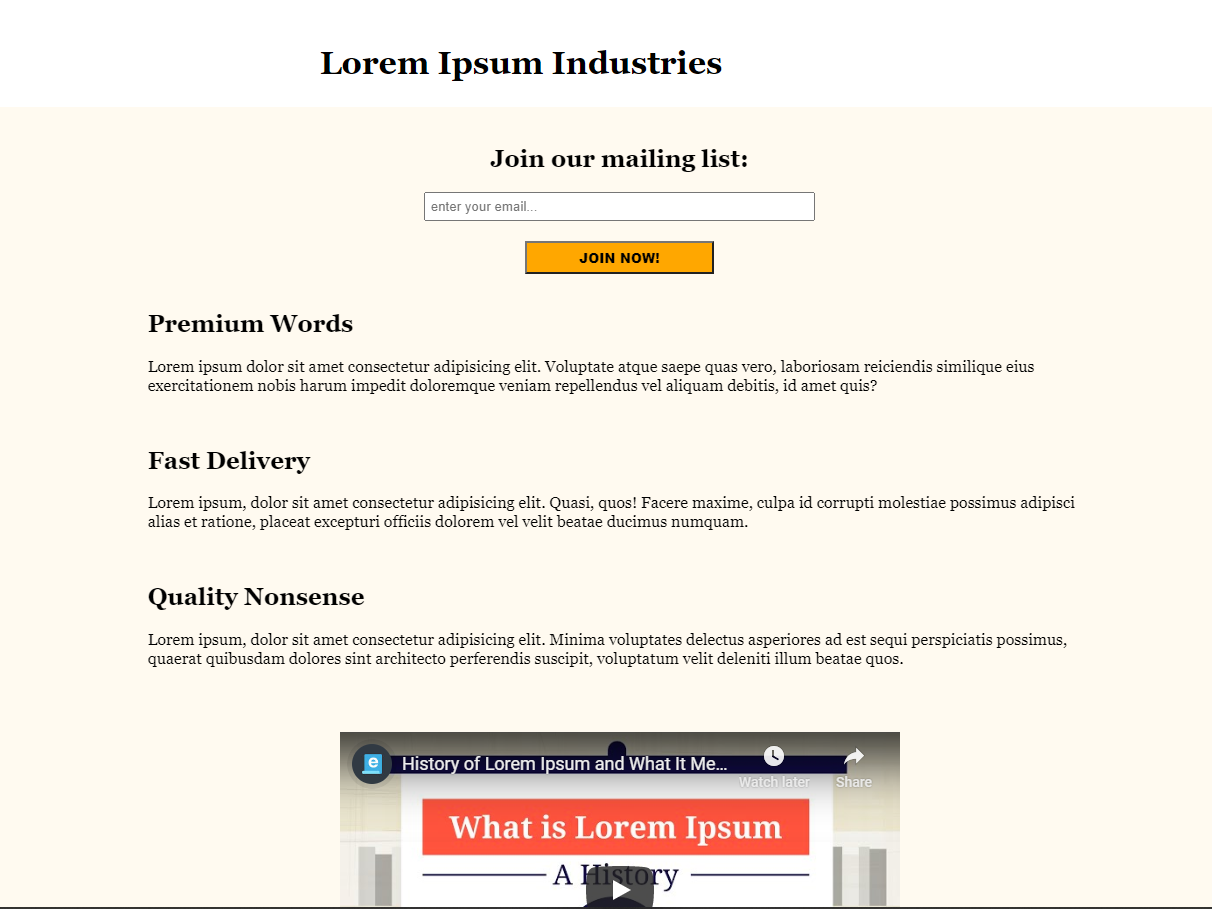 Lorem Ipsum Industries
Join our mailing list:
enter your email...
JOIN NOW!
Premium Words
Lorem ipsum dolor sit amet consectetur adipisicing elit. Voluptate atque saepe quas vero, laboriosam reiciendis similique eius
exercitationem nobis harum impedit doloremque veniam repellendus vel aliquam debitis, id amet quis?
Fast Delivery
Lorem ipsum, dolor sit amet consectetur adipisicing elit. Quasi, quos! Facere maxime, culpa id corrupti molestiae possimus adipisci
alias et ratione, placeat excepturi officiis dolorem vel velit beatae ducimus numquam.
Quality Nonsense
Lorem ipsum, dolor sit amet consectetur adipisicing elit. Minima voluptates delectus asperiores ad est sequi perspiciatis possimus,
quaerat quibusdam dolores sint architecto perferendis suscipit, voluptatum velit deleniti illum beatae quos.
e
History of Lorem Ipsum and What It Me...
Watch later
Share
What is Lorem Ipsum
A History